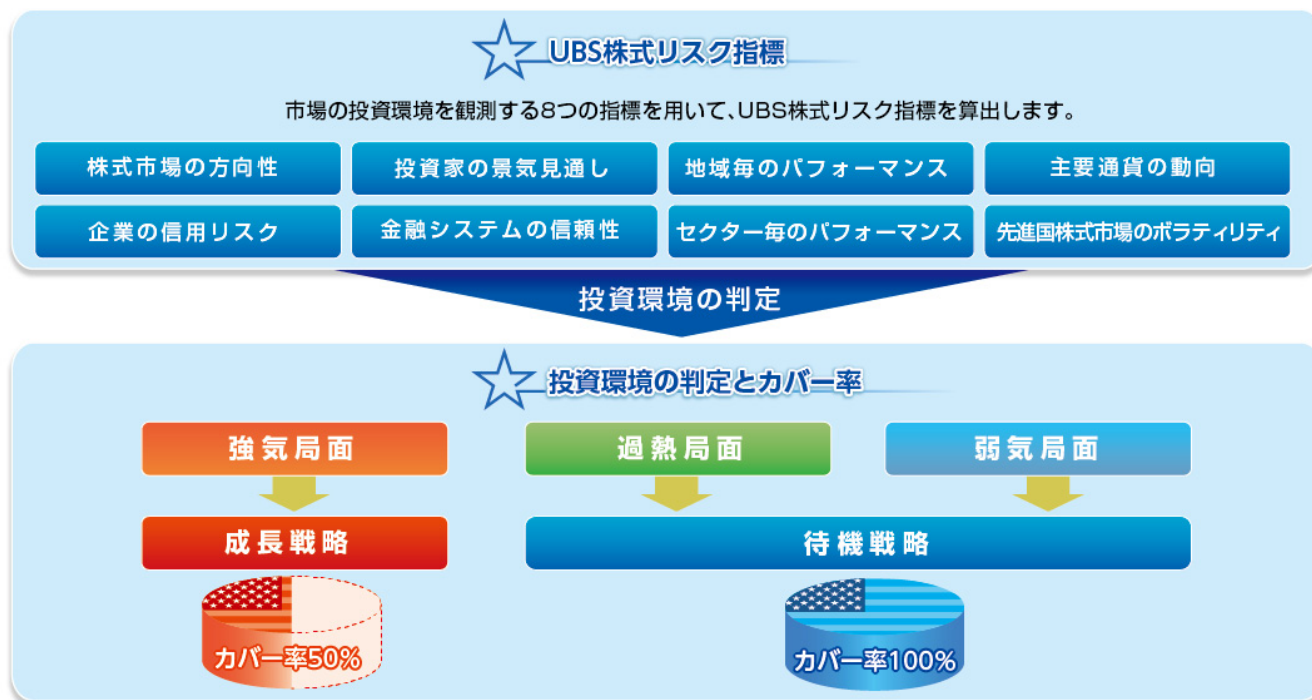 UBS株式リスク指標
市場の投資環境を観測する8つの指標を用いて、UBS株式リスク指標を算出します。
株式市場の方向性
投資家の景気見通し
地域毎のパフォーマンス
主要通貨の動向
企業の信用リスク
金融システムの信頼性
セクター毎のパフォーマンス
先進国株式市場のボラティリティ
投資環境の判定
投資環境の判定とカバー率
強気局面
過熱局面
弱気局面
成長戦略
待機戦略
カバー率50%
カバー率100%